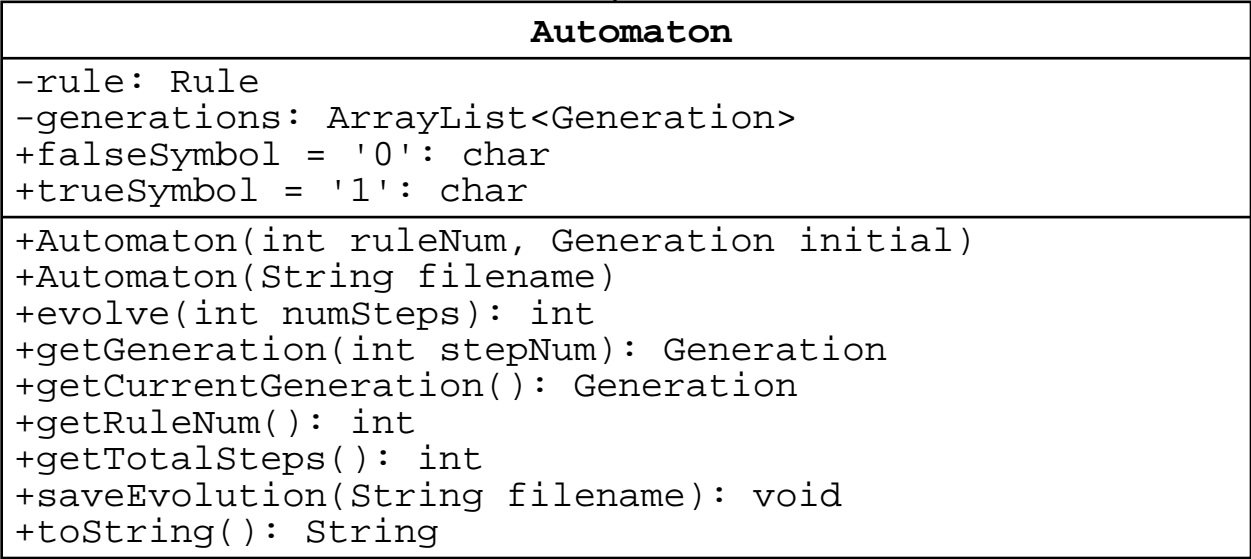 Automaton
-rule: Rule
-generations: ArrayList<Generation>
+falseSymbol = '0': char
+trueSymbol = '1': char
+Automaton(int ruleNum, Generation initial)
+Automaton(String filename)
+evolve(int numSteps): int
+getGeneration(int stepNum): Generation
+getCurrentGeneration(): Generation
+getRuleNum(): int
+getTotalSteps(): int
+saveEvolution(String filename): void
+toString(): String